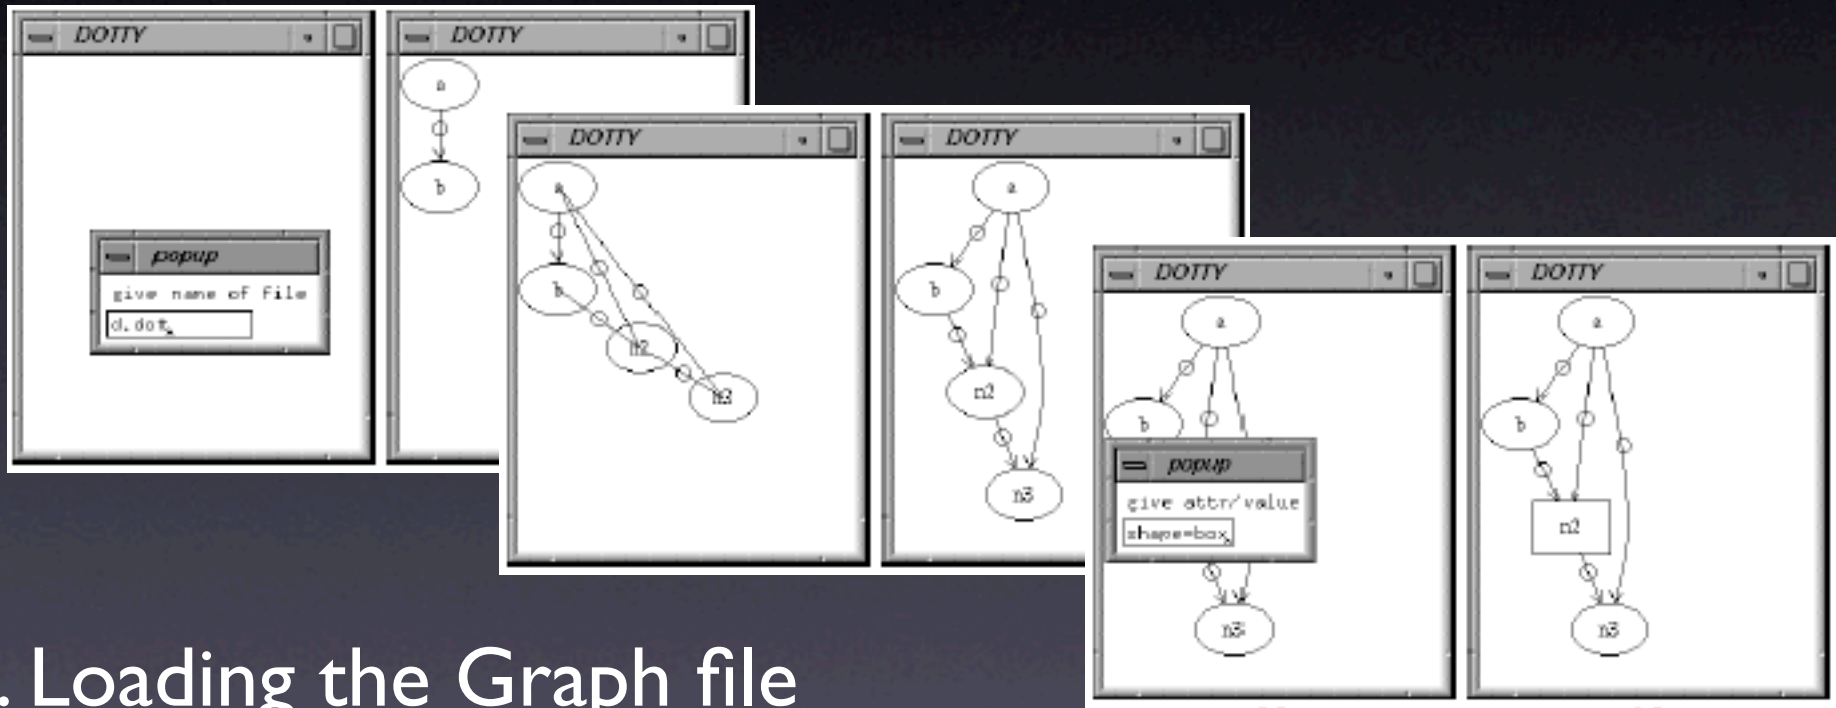 DOTTY
popup
give name of file
d.dot
DOTTY
a
b
DOTTY
a
b
n2
n3
DOTTY
a
b
n2
n3
DOTTY
a
b
popup
give attr/value
shape=box
n3
DOTTY
a
b
n2
n3
. Loading the Graph file